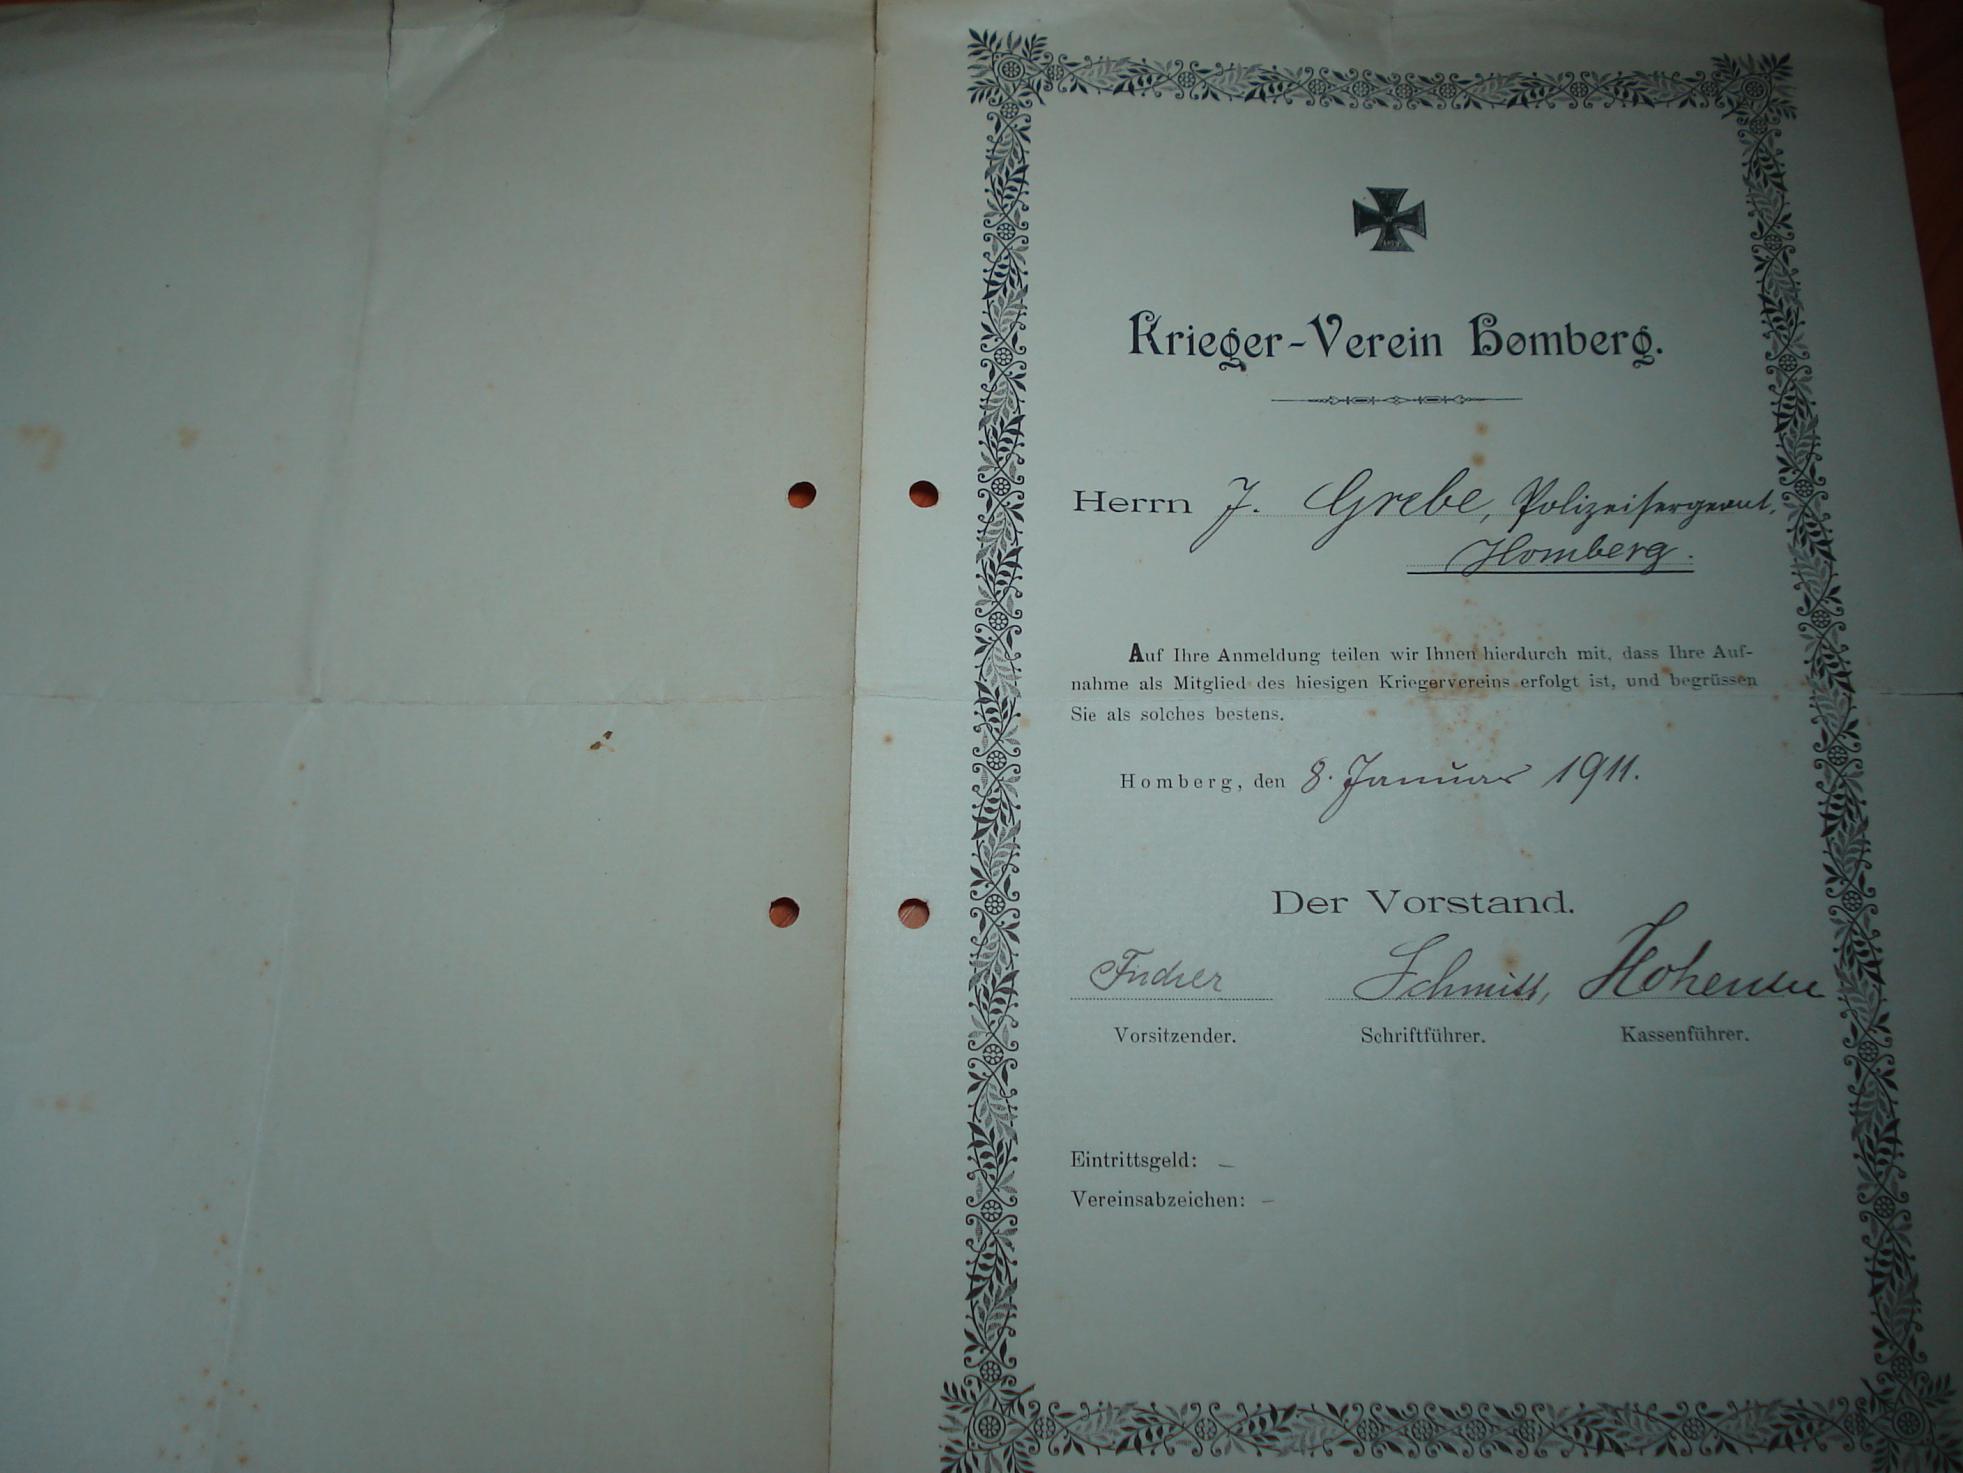 Krieger-Verein Homberg.
Herrn J. Grebe, Polizeisergeant,
Homberg.
Auf Ihre Anmeldung teilen wir Ihnen hierdurch mit, dass Ihre Auf-
nahme als Mitglied des hiesigen Kriegervereins erfolgt ist, und begrüssen
Sie als solches bestens.
Homberg, den 8. Januar 1911.
Der Vorstand.
Schmitt,
Vorsitzender. Schriftführer. Kassenführer.
Eintrittsgeld: –
Vereinsabzeichen: –